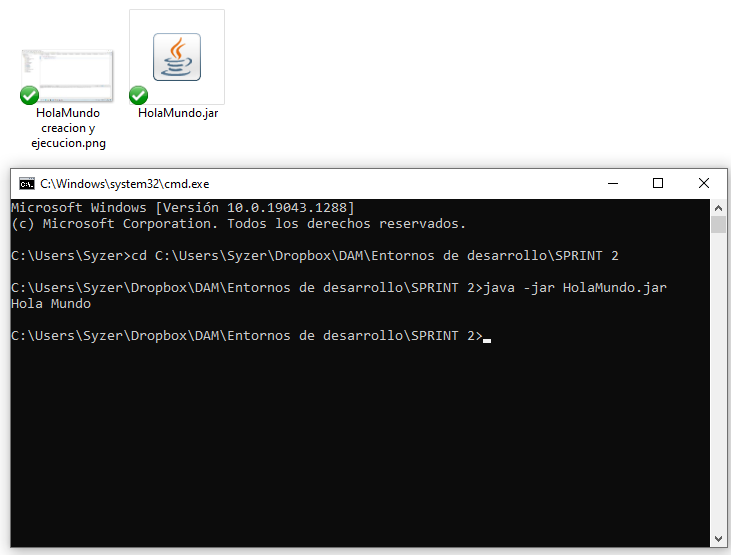 HolaMundo
creacion y
ejecucion.png
HolaMundo.jar
C:\Windows\system32\cmd.exe
Microsoft Windows [Versión 10.0.19043.1288]
(c) Microsoft Corporation. Todos los derechos reservados.
C:\Users\Syzer>cd C:\Users\Syzer\Dropbox\DAM\Entornos de desarrollo\SPRINT 2
C:\Users\Syzer\Dropbox\DAM\Entornos de desarrollo\SPRINT 2>java -jar HolaMundo.jar
Hola Mundo
C:\Users\Syzer\Dropbox\DAM\Entornos de desarrollo\SPRINT 2>